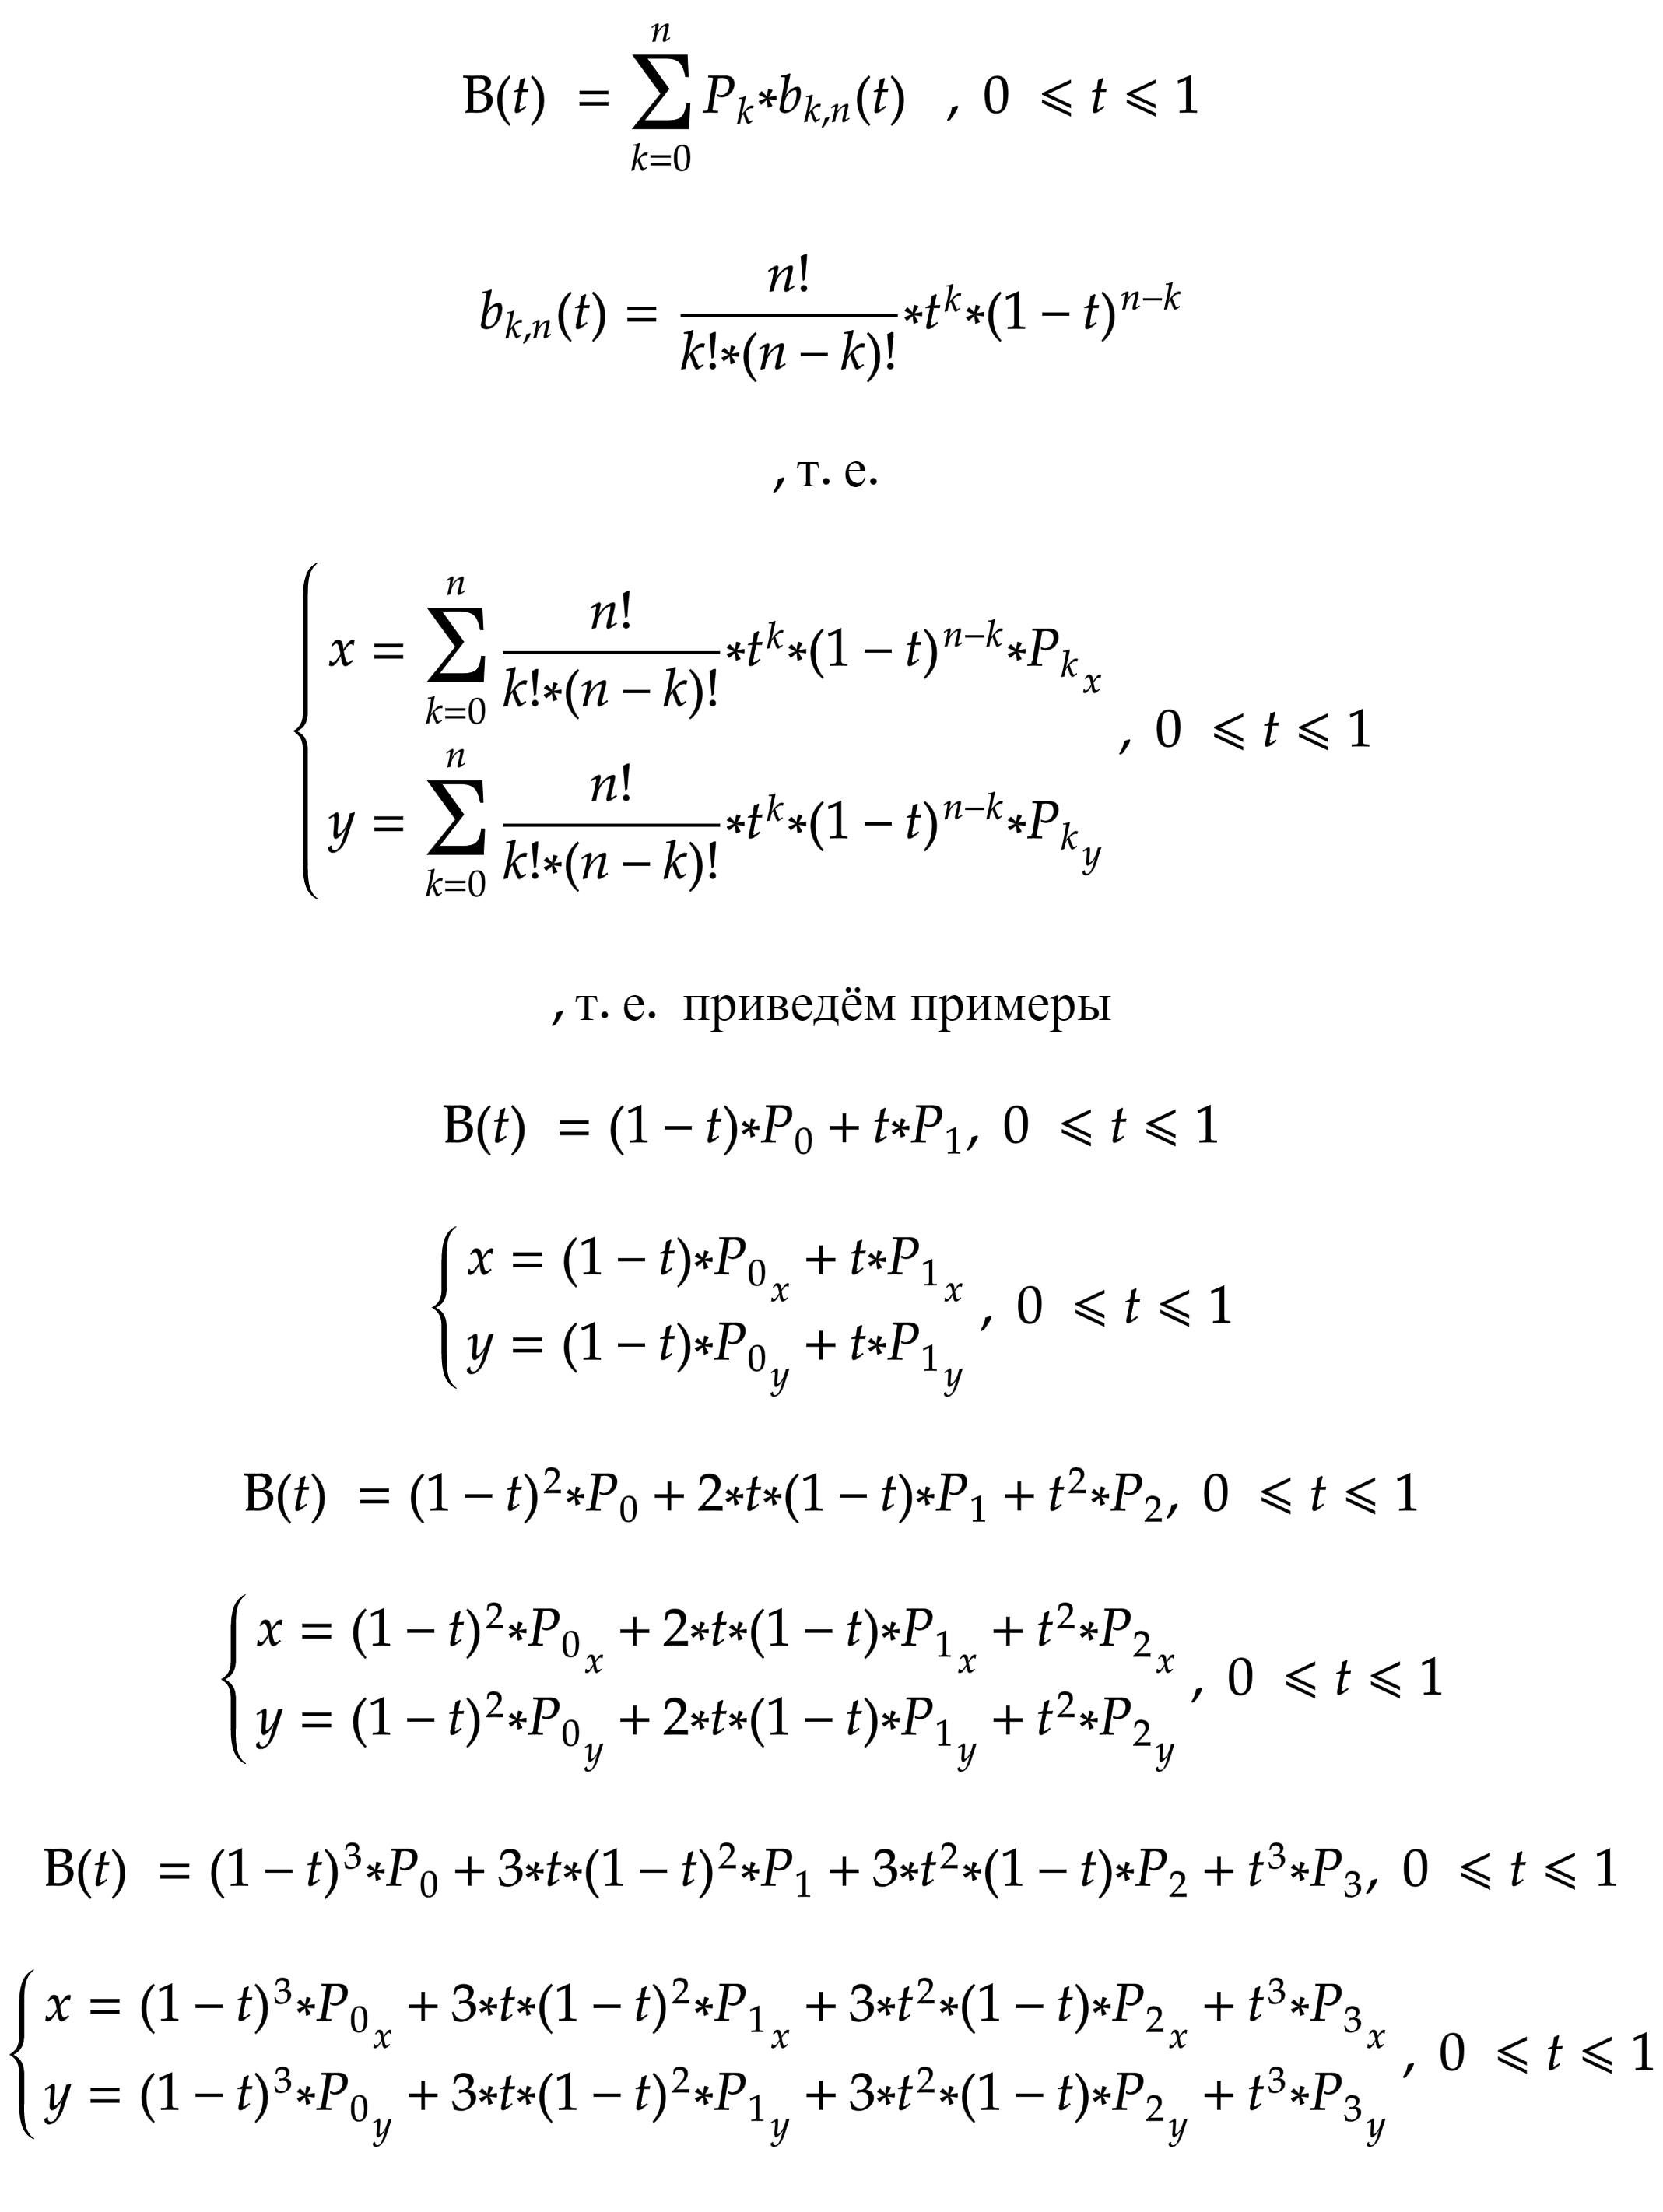 B(t) = \sum_{k=0}^{n} P_k*b_{k,n}(t) , 0 ⩽ t ⩽ 1
b_{k,n}(t) = \frac{n!}{k!*(n − k)!}*t^k*(1 − t)^{n−k}
, т. е.
x = \sum_{k=0}^{n} \frac{n!}{k!*(n − k)!}*t^k*(1 − t)^{n−k}*P_{k_x}
, 0 ⩽ t ⩽ 1
y = \sum_{k=0}^{n} \frac{n!}{k!*(n − k)!}*t^k*(1 − t)^{n−k}*P_{k_y}
, т. е. приведём примеры
B(t) = (1 − t)*P_0 + t*P_1, 0 ⩽ t ⩽ 1
x = (1 − t)*P_{0_x} + t*P_{1_x}
, 0 ⩽ t ⩽ 1
y = (1 − t)*P_{0_y} + t*P_{1_y}
B(t) = (1 − t)^2*P_0 + 2*t*(1 − t)*P_1 + t^2*P_2, 0 ⩽ t ⩽ 1
x = (1 − t)^2*P_{0_x} + 2*t*(1 − t)*P_{1_x} + t^2*P_{2_x}
, 0 ⩽ t ⩽ 1
y = (1 − t)^2*P_{0_y} + 2*t*(1 − t)*P_{1_y} + t^2*P_{2_y}
B(t) = (1 − t)^3*P_0 + 3*t*(1 − t)^2*P_1 + 3*t^2*(1 − t)*P_2 + t^3*P_3, 0 ⩽ t ⩽ 1
x = (1 − t)^3*P_{0_x} + 3*t*(1 − t)^2*P_{1_x} + 3*t^2*(1 − t)*P_{2_x} + t^3*P_{3_x}
, 0 ⩽ t ⩽ 1
y = (1 − t)^3*P_{0_y} + 3*t*(1 − t)^2*P_{1_y} + 3*t^2*(1 − t)*P_{2_y} + t^3*P_{3_y}